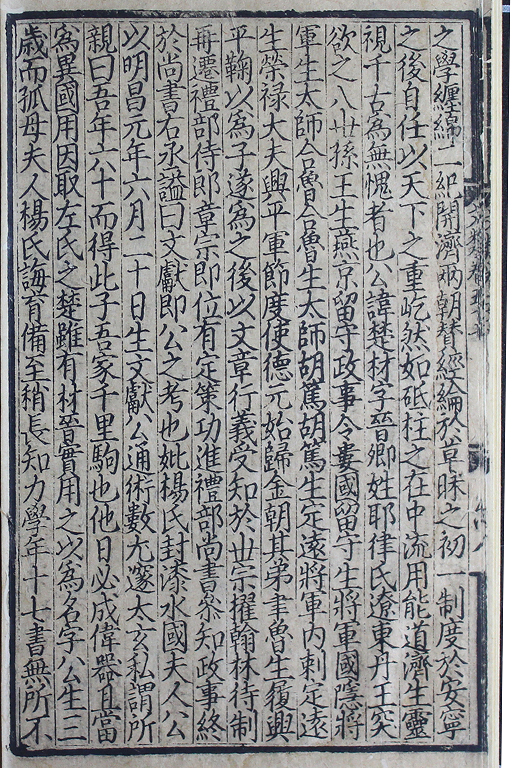 之學纏綿二紀開濟兩朝贊經綸於草昧之初一制度於安寧
之後自任以天下之重屹然如砥柱之在中流用能道濟生靈
視千古為無愧者也公諱楚材字晉卿姓耶律氏遼東丹王突
欲之八世孫王生燕京留守政事令婁國留守生將軍國隱將
軍生太師合魯合魯生太師胡篤胡篤生定遠將軍內剌定遠
生榮祿大夫興平軍節度使德元始歸金朝其弟聿魯生履興
平鞠以為子遂為之後以文章行義受知於世宗擢翰林待制
再遷禮部侍郎章宗即位有定策功進禮部尚書叅知政事終
於尚書右丞謚曰文獻即公之考也妣楊氏封漆水國夫人公
以明昌元年六月二十日生文獻公通術數尤邃太玄私謂所
親曰吾年六十而得此子吾家千里駒也他日必成偉器且當
為異國用因取左氏之楚雖有材晉實用之以為名字公生三
歲而孤母夫人楊氏誨育備至稍長知力學年十七書無所不